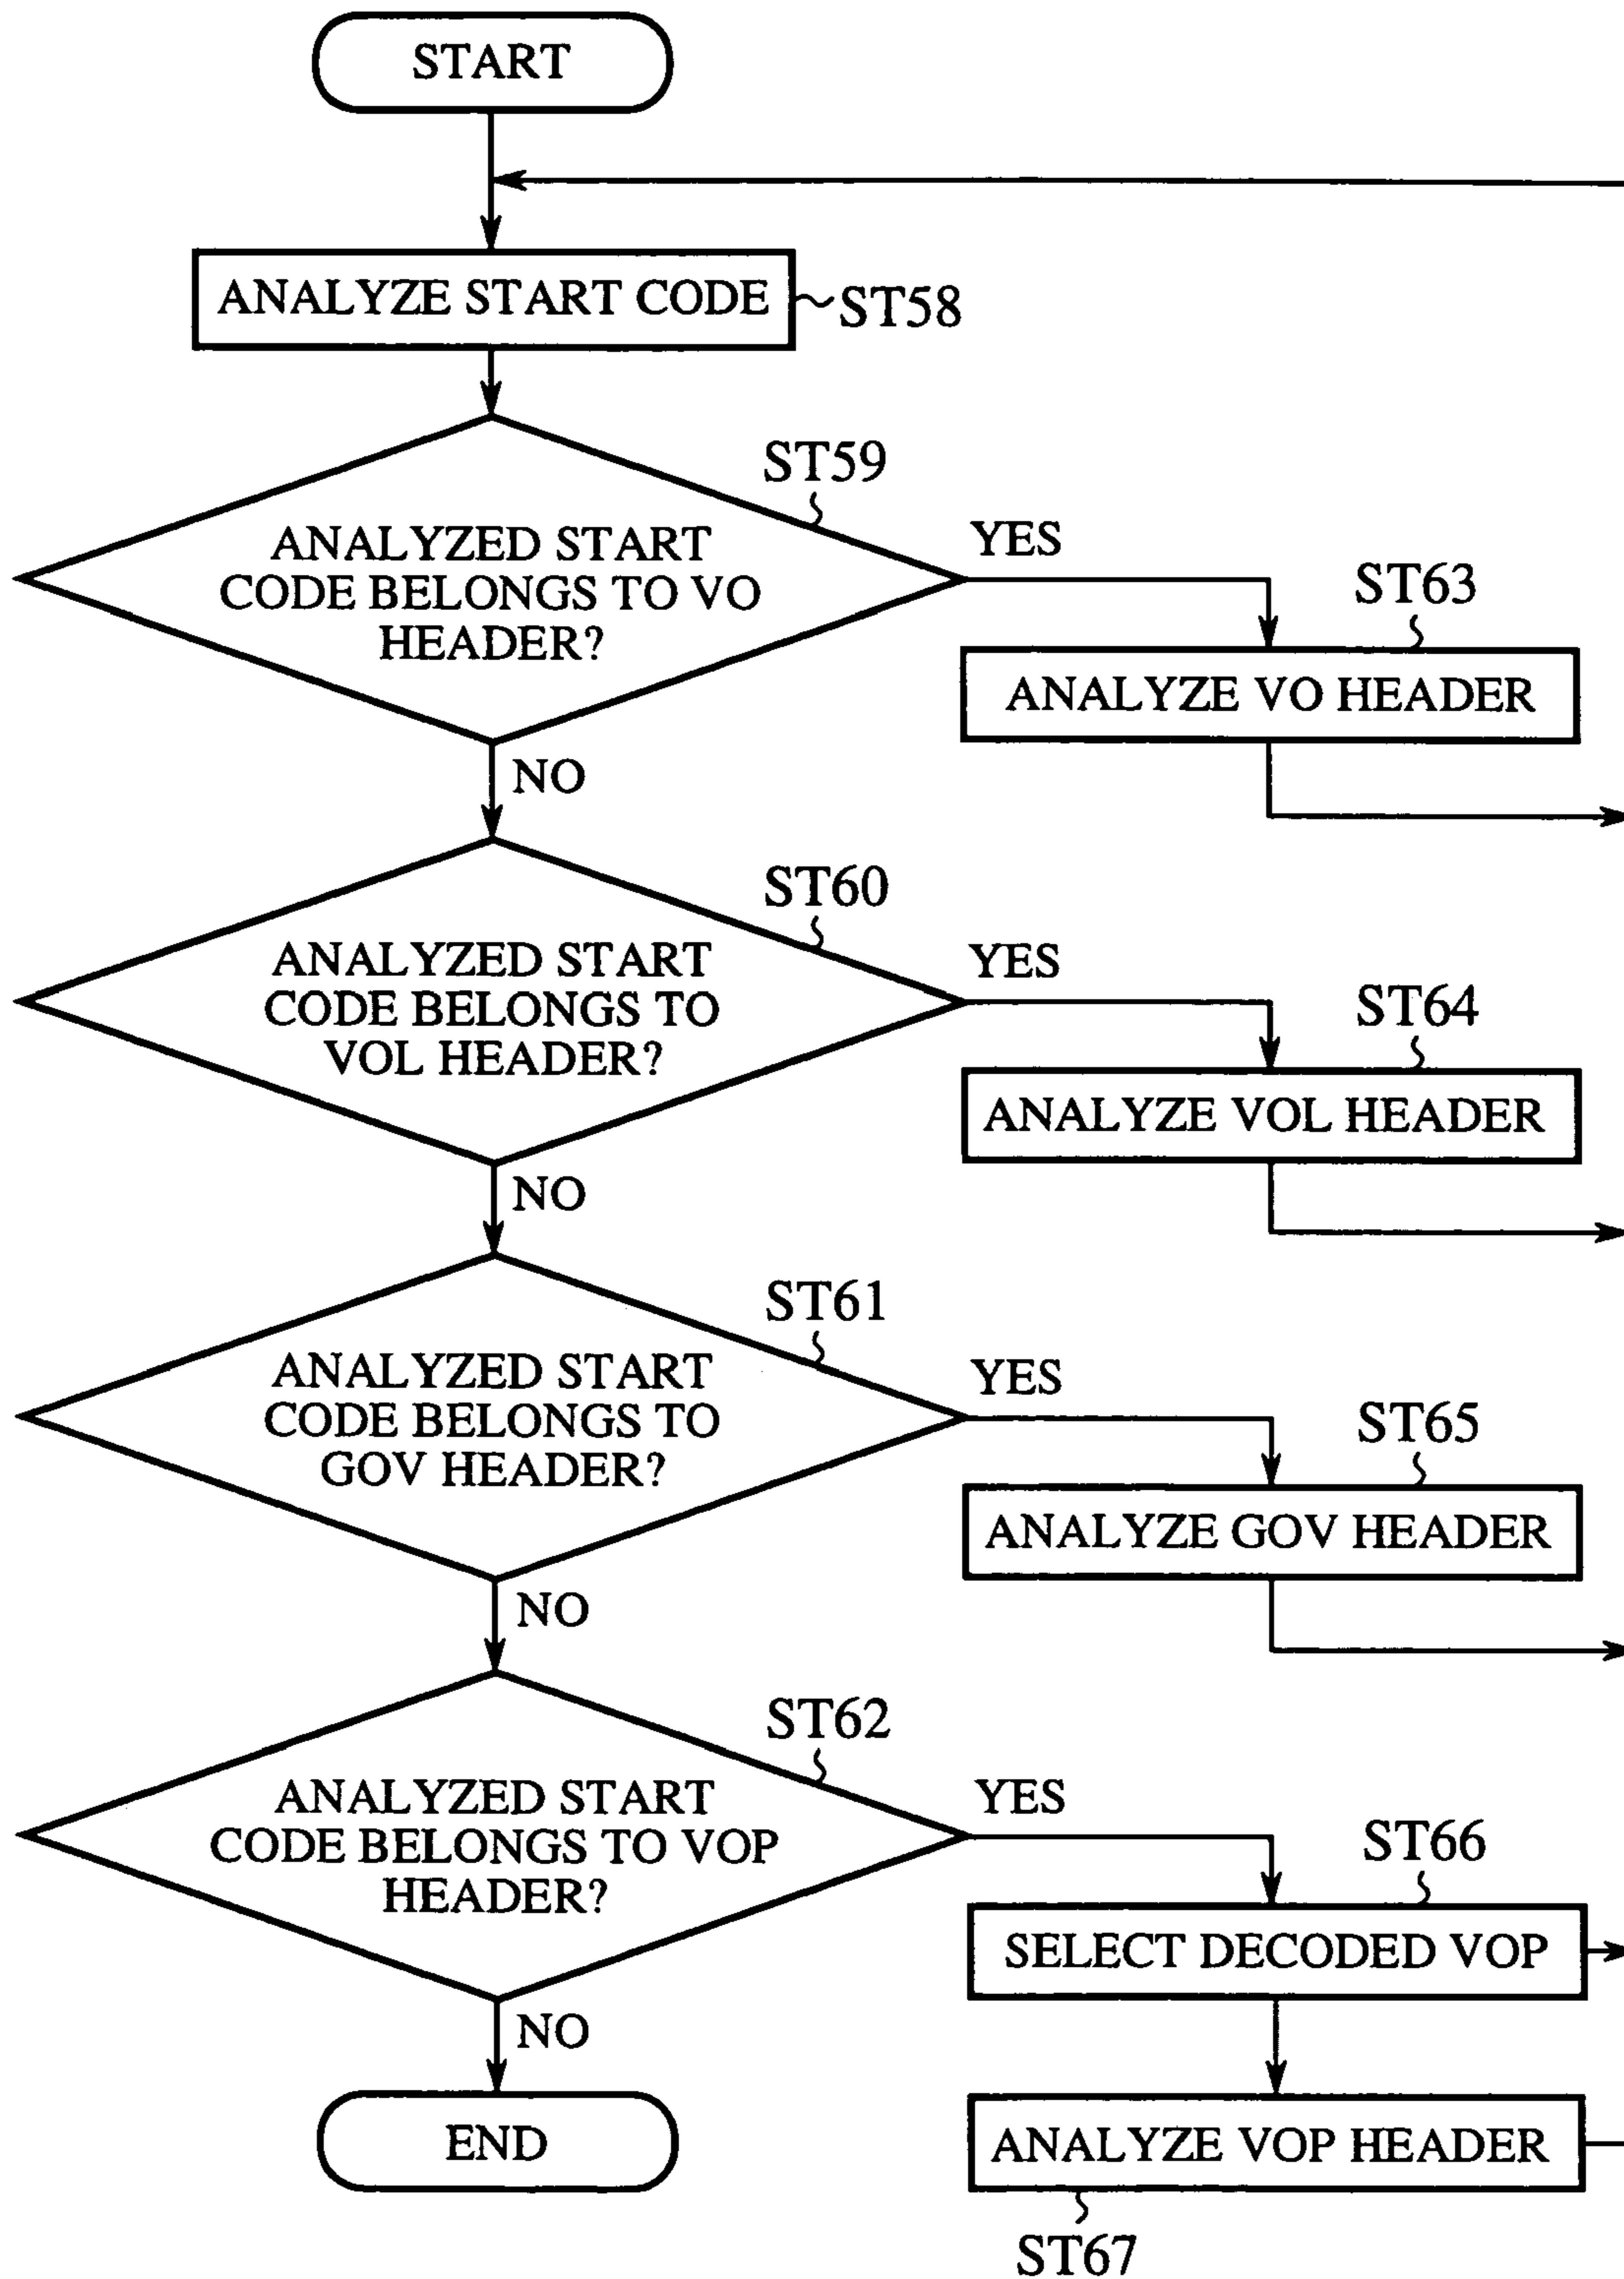 START
ANALYZE START CODE
ST58
ST59
ANALYZED START
CODE BELONGS TO VO
HEADER?
YES
ST63
ANALYZE VO HEADER
NO
ST60
ANALYZED START
CODE BELONGS TO
VOL HEADER?
YES
ST64
ANALYZE VOL HEADER
NO
ST61
ANALYZED START
CODE BELONGS TO
GOV HEADER?
YES
ST65
ANALYZE GOV HEADER
NO
ST62
ANALYZED START
CODE BELONGS TO VOP
HEADER?
YES
ST66
SELECT DECODED VOP
NO
END
ANALYZE VOP HEADER
ST67